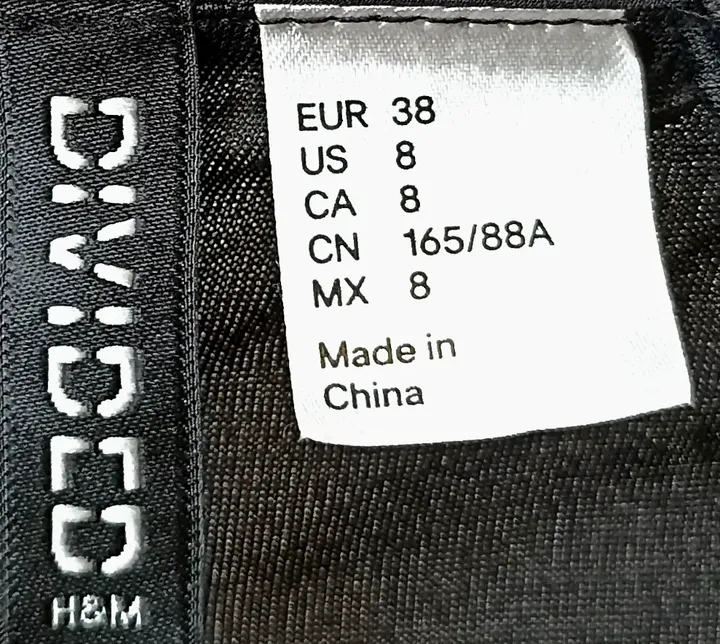 DIVIDED
H&M
EUR 38
US 8
CA 8
CN 165/88A
MX 8
Made in
China